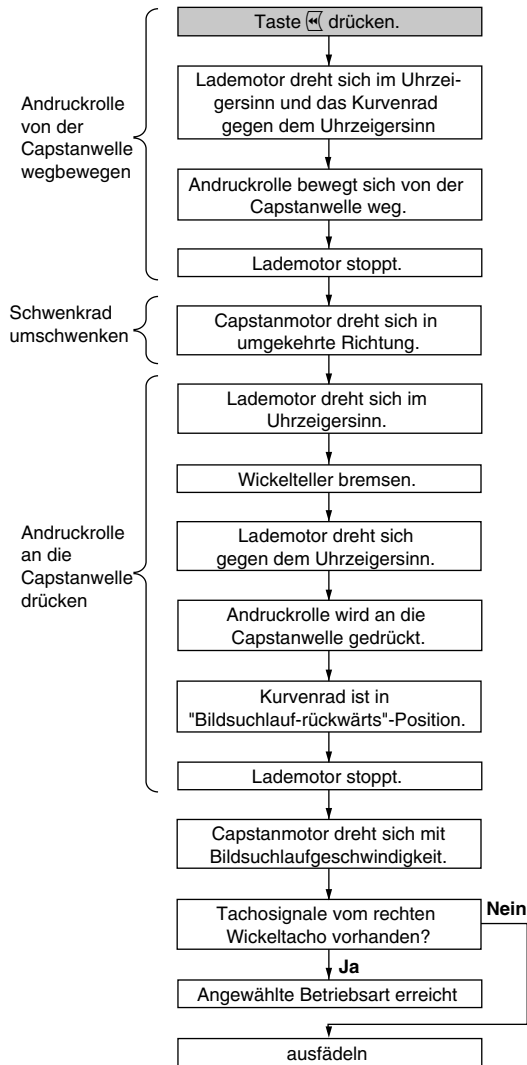 Taste drücken.
Andruckrolle
von der
Capstanwelle
wegbewegen
Lademotor dreht sich im Uhrzei-
gersinn und das Kurvenrad
gegen dem Uhrzeigersinn
Andruckrolle bewegt sich von der
Capstanwelle weg.
Lademotor stoppt.
Schwenkrad
umschwenken
Capstanmotor dreht sich in
umgekehrte Richtung.
Andruckrolle
an die
Capstanwelle
drücken
Lademotor dreht sich im
Uhrzeigersinn.
Wickelteller bremsen.
Lademotor dreht sich
gegen dem Uhrzeigersinn.
Andruckrolle wird an die
Capstanwelle gedrückt.
Kurvenrad ist in
"Bildsuchlauf-rückwärts"-Position.
Lademotor stoppt.
Capstanmotor dreht sich mit
Bildsuchlaufgeschwindigkeit.
Tachosignale vom rechten
Wickeltacho vorhanden?
Nein
Ja
Angewählte Betriebsart erreicht
ausfädeln